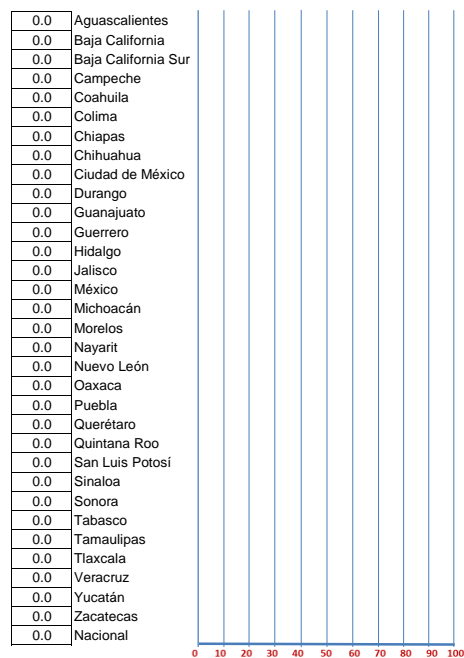 0.0 Aguascalientes
0.0 Baja California
0.0 Baja California Sur
0.0 Campeche
0.0 Coahuila
0.0 Colima
0.0 Chiapas
0.0 Chihuahua
0.0 Ciudad de México
0.0 Durango
0.0 Guanajuato
0.0 Guerrero
0.0 Hidalgo
0.0 Jalisco
0.0 México
0.0 Michoacán
0.0 Morelos
0.0 Nayarit
0.0 Nuevo León
0.0 Oaxaca
0.0 Puebla
0.0 Querétaro
0.0 Quintana Roo
0.0 San Luis Potosí
0.0 Sinaloa
0.0 Sonora
0.0 Tabasco
0.0 Tamaulipas
0.0 Tlaxcala
0.0 Veracruz
0.0 Yucatán
0.0 Zacatecas
0.0 Nacional
0 10 20 30 40 50 60 70 80 90 100